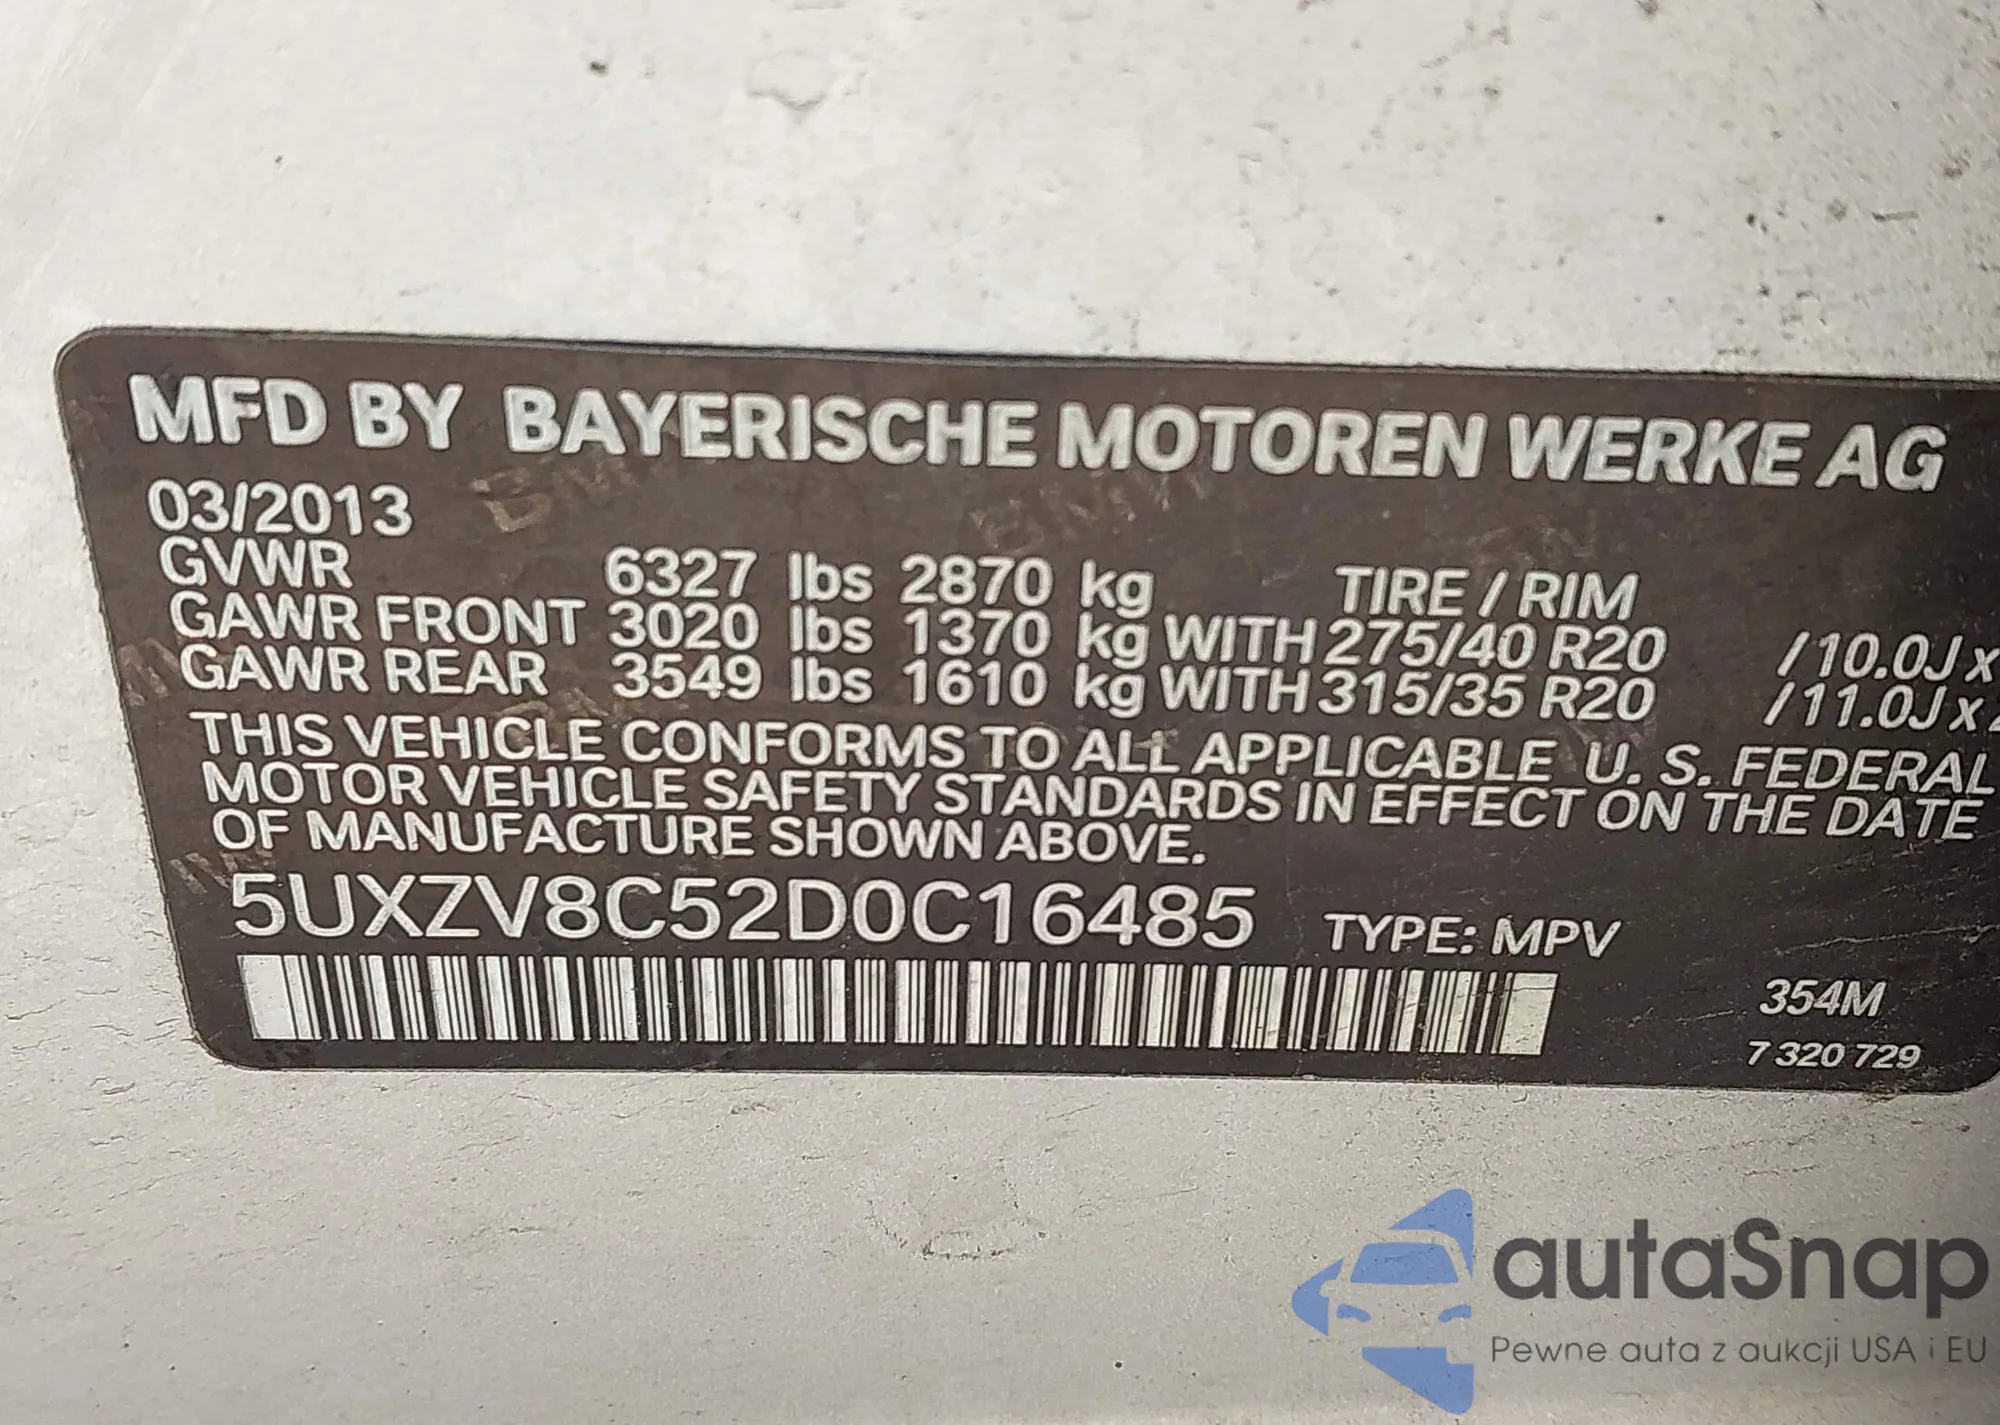 MFD BY BAYERISCHE MOTOREN WERKE AG
03/2013
GVWR 6327 lbs 2870 kg TIRE / RIM
GAWR FRONT 3020 lbs 1370 kg WITH 275/40 R20 /10.0J x
GAWR REAR 3549 lbs 1610 kg WITH 315/35 R20 /11.0J x
THIS VEHICLE CONFORMS TO ALL APPLICABLE U. S. FEDERAL
MOTOR VEHICLE SAFETY STANDARDS IN EFFECT ON THE DATE
OF MANUFACTURE SHOWN ABOVE.
5UXZV8C52D0C16485 TYPE: MPV
354M
7 320 729
autaSnap
Pewne auta z aukcji USA i EU